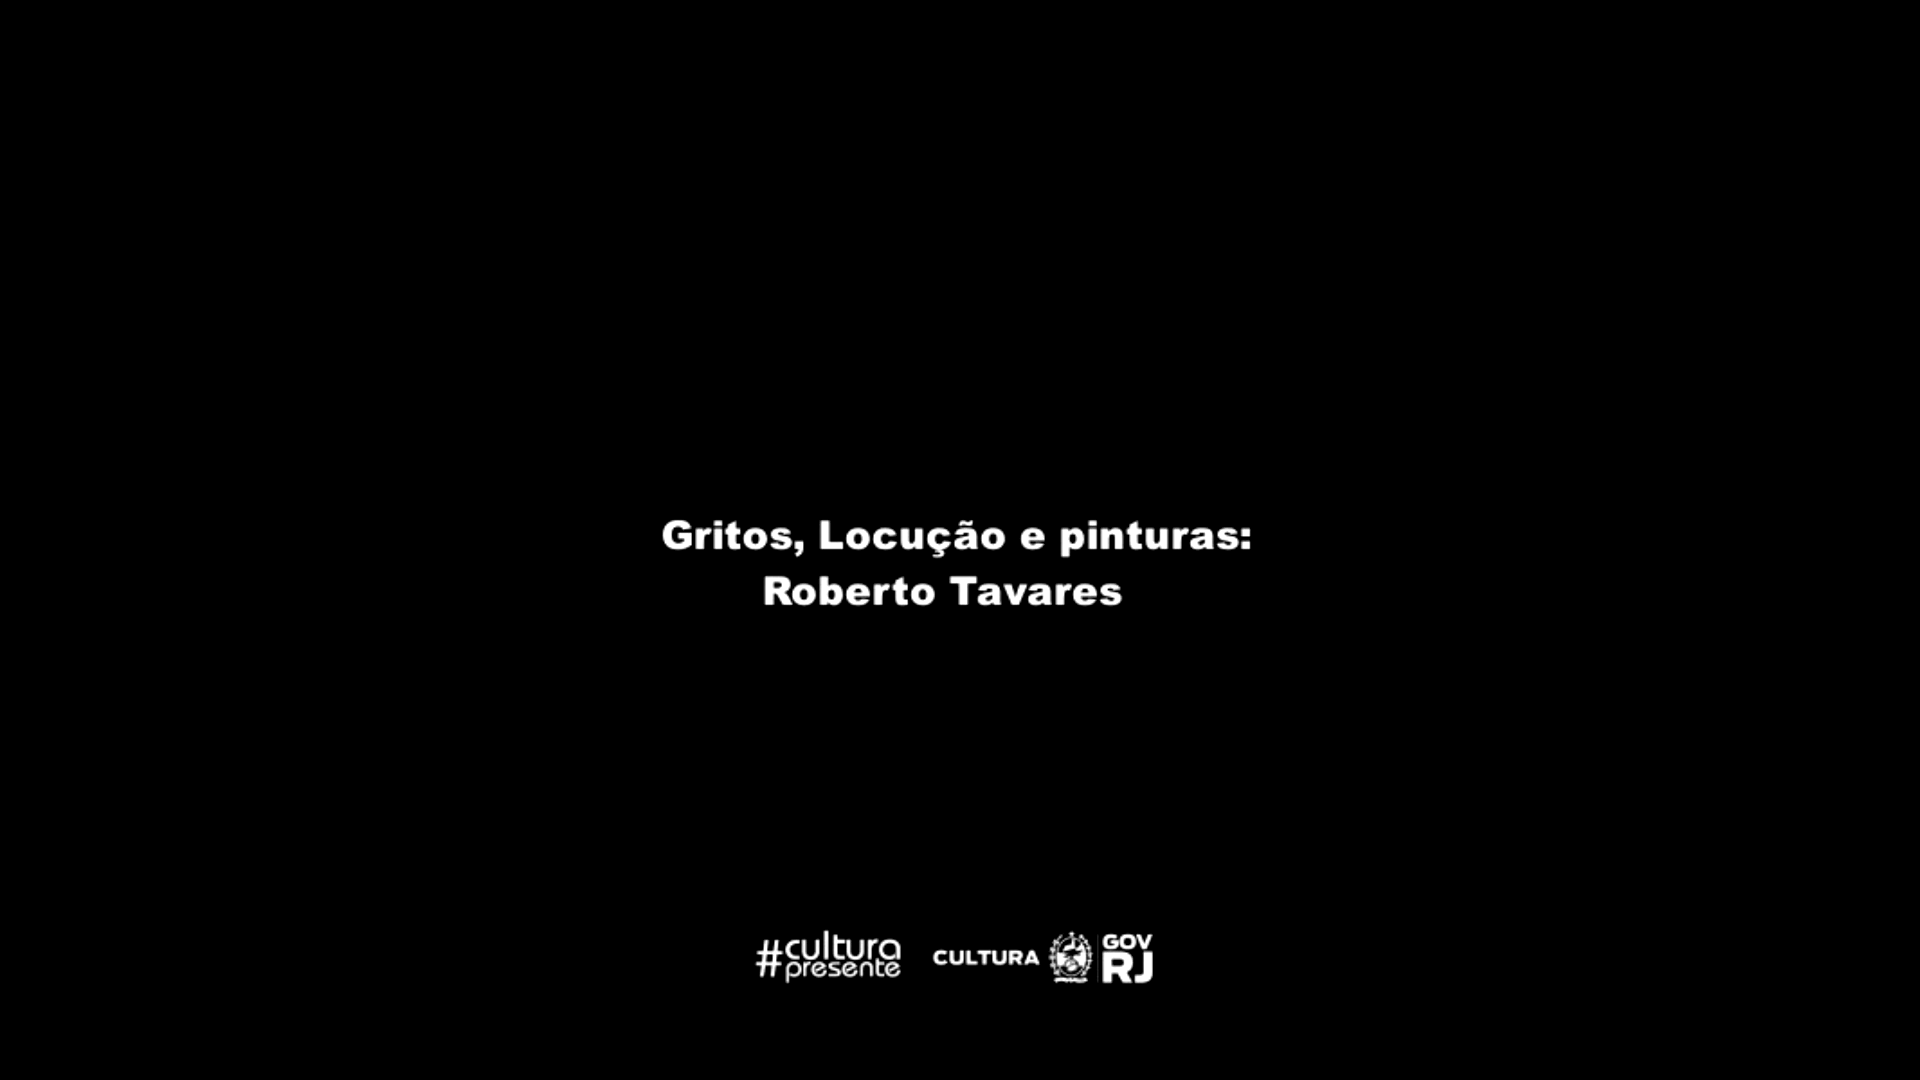 Gritos, Locução e pinturas:
Roberto Tavares
#cultura
presente
CULTURA
GOV
RJ